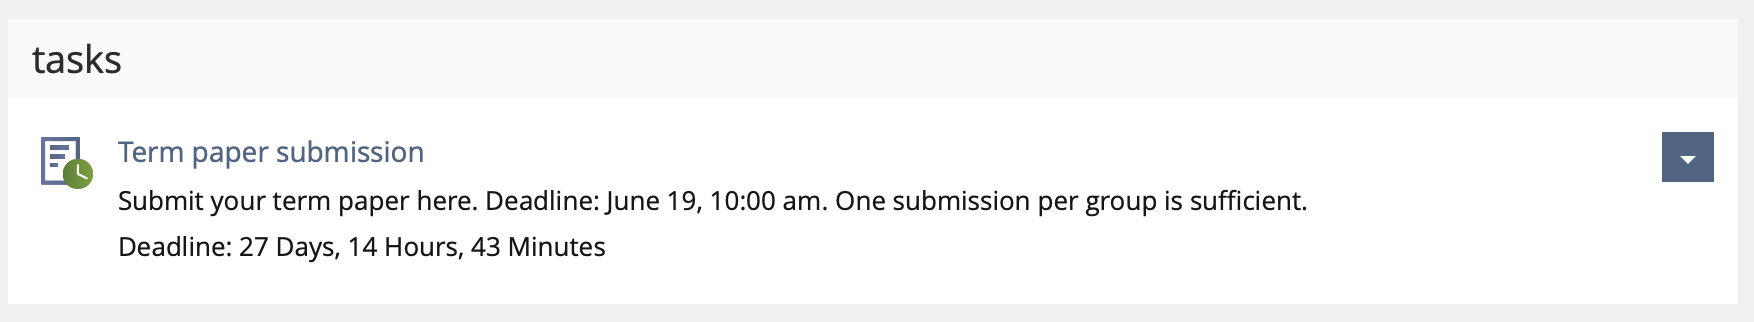 tasks
Term paper submission
Submit your term paper here. Deadline: June 19, 10:00 am. One submission per group is sufficient.
Deadline: 27 Days, 14 Hours, 43 Minutes